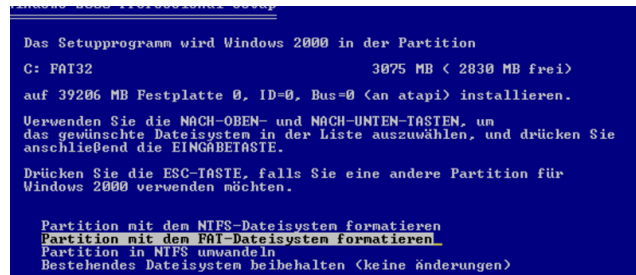 Windows 2000 Professional Setup
Das Setupprogramm wird Windows 2000 in der Partition
C: FAT32 3075 MB ( 2830 MB frei)
auf 39206 MB Festplatte 0, ID=0, Bus=0 (an atapi) installieren.
Verwenden Sie die NACH-OBEN- und NACH-UNTEN-TASTEN, um
das gewünschte Dateisystem in der Liste auszuwählen, und drücken Sie
anschließend die EINGABETASTE.
Drücken Sie die ESC-TASTE, falls Sie eine andere Partition für
Windows 2000 verwenden möchten.
Partition mit dem NTFS-Dateisystem formatieren
Partition mit dem FAT-Dateisystem formatieren
Partition in NTFS umwandeln
Bestehendes Dateisystem beibehalten (keine Änderungen)